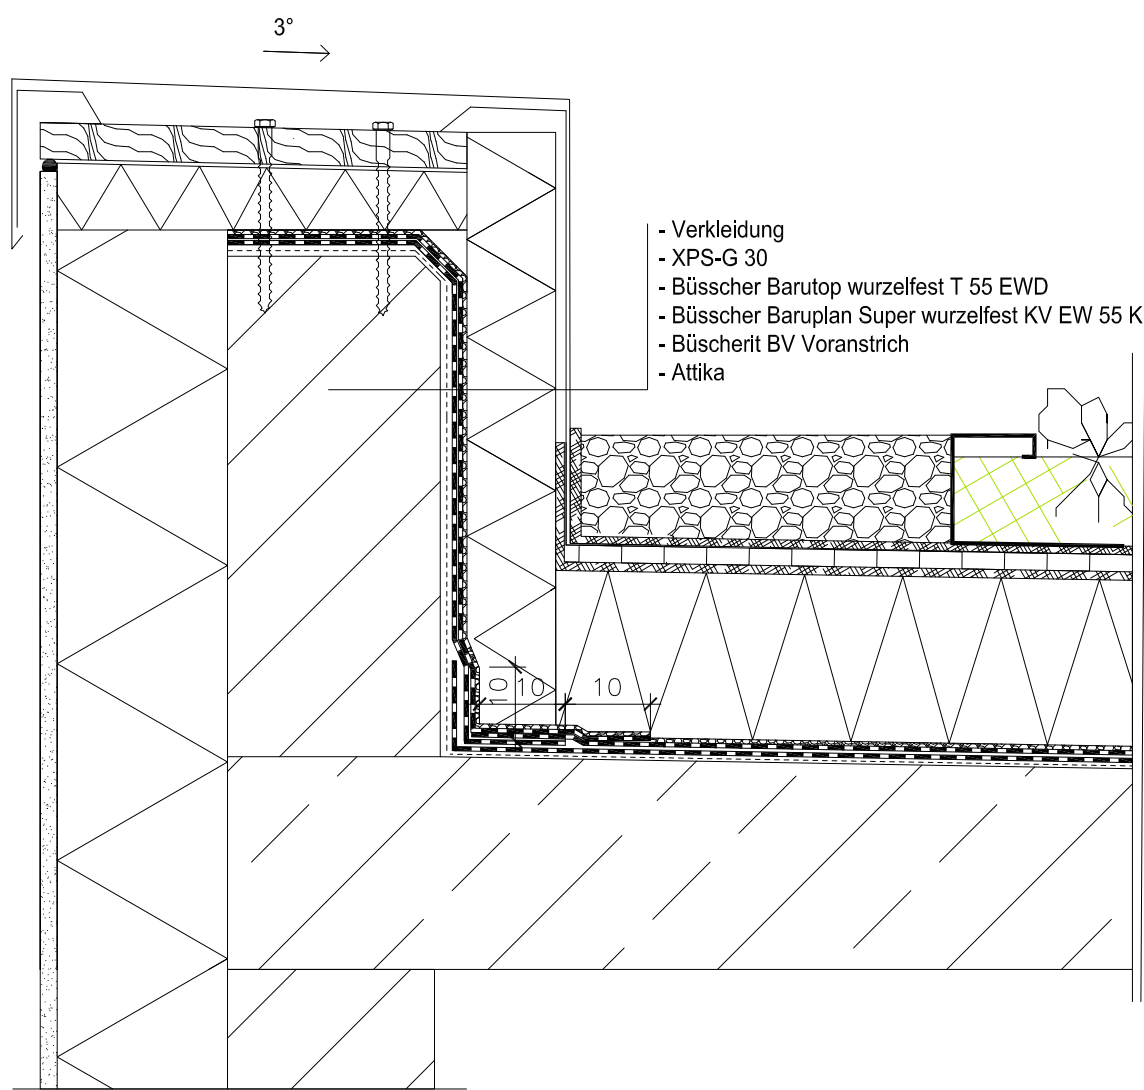 3°
- Verkleidung
- XPS-G 30
- Büsscher Barutop wurzelfest T 55 EWD
- Büsscher Baruplan Super wurzelfest KV EW 55 K
- Büscherit BV Voranstrich
- Attika
10
10
10